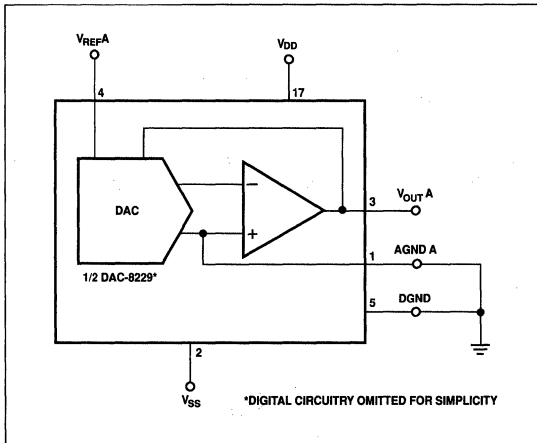 V_REF A
V_DD
4
17
DAC
−
+
3
V_OUT A
1
AGND A
1/2 DAC-8229*
5
DGND
2
V_SS
*DIGITAL CIRCUITRY OMITTED FOR SIMPLICITY